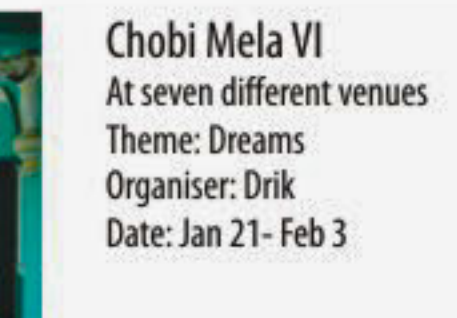 Chobi Mela VI
At seven different venues
Theme: Dreams
Organiser: Drik
Date: Jan 21- Feb 3